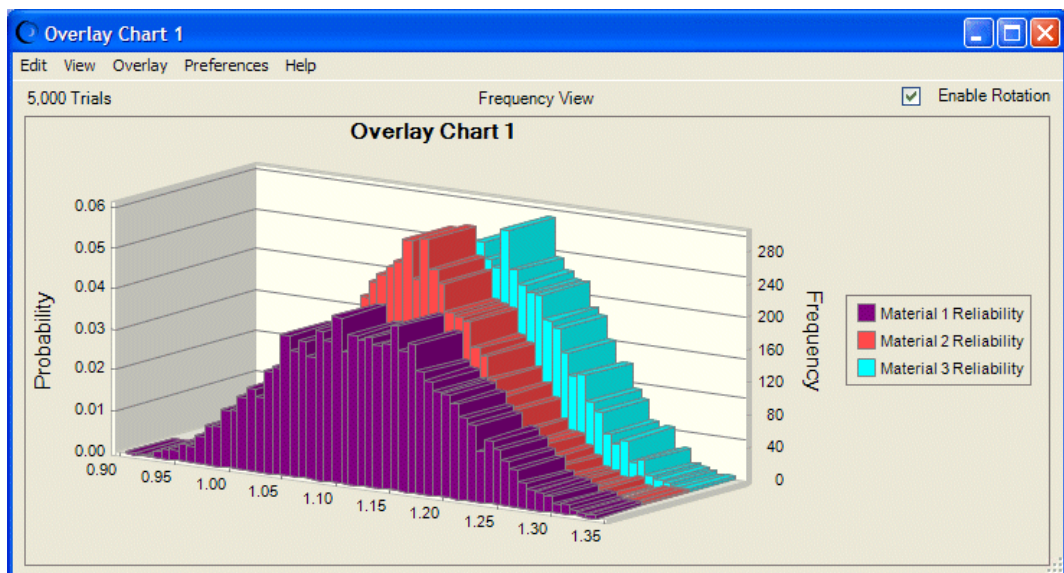 Overlay Chart 1
Edit View Overlay Preferences Help
5,000 Trials Frequency View Enable Rotation
Overlay Chart 1
Probability
0.06
0.05
0.04
0.03
0.02
0.01
0.00
0.90 0.95 1.00 1.05 1.10 1.15 1.20 1.25 1.30 1.35
280
240
200
160
120
80
40
0
Frequency
Material 1 Reliability
Material 2 Reliability
Material 3 Reliability